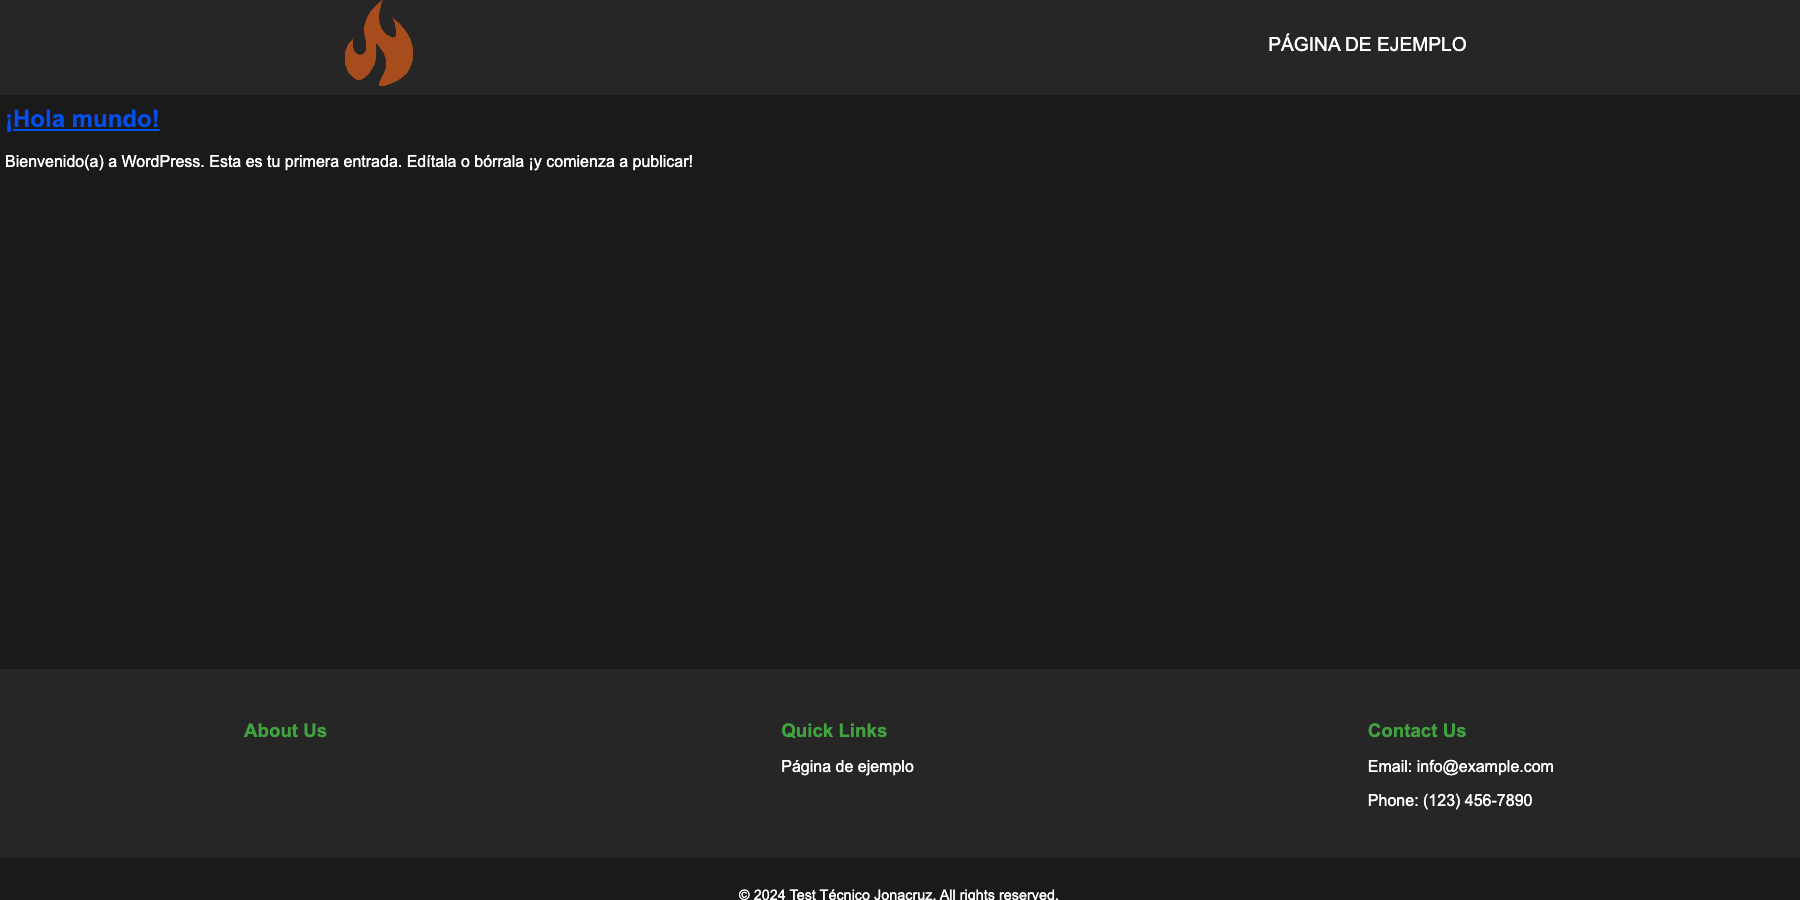 PÁGINA DE EJEMPLO
¡Hola mundo!
Bienvenido(a) a WordPress. Esta es tu primera entrada. Edítala o bórrala ¡y comienza a publicar!
About Us
Quick Links
Página de ejemplo
Contact Us
Email: info@example.com
Phone: (123) 456-7890
© 2024 Test Técnico Jonacruz. All rights reserved.